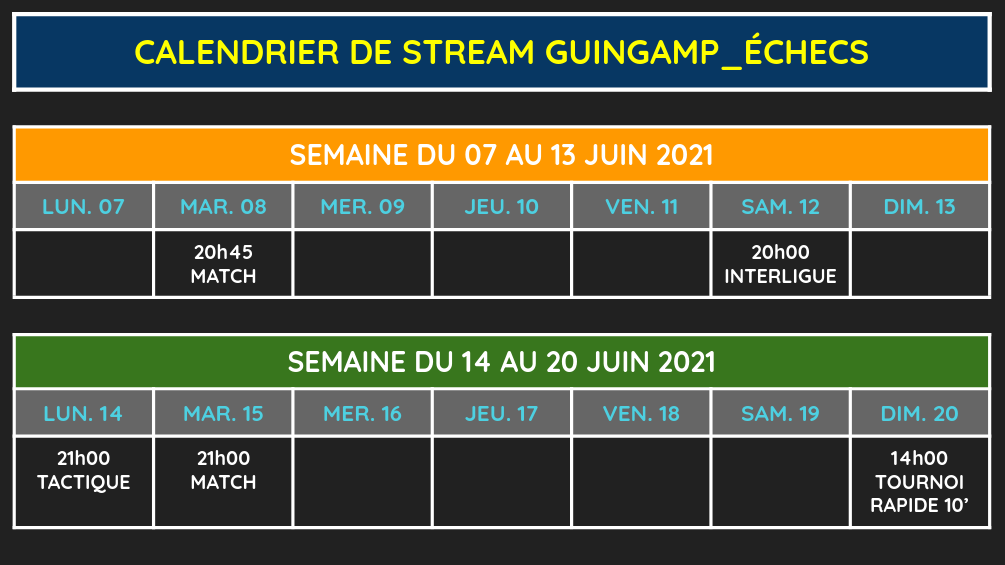 CALENDRIER DE STREAM GUINGAMP_ÉCHECS
SEMAINE DU 07 AU 13 JUIN 2021
LUN. 07 MAR. 08 MER. 09 JEU. 10 VEN. 11 SAM. 12 DIM. 13
20h45 20h00
MATCH INTERLIGUE
SEMAINE DU 14 AU 20 JUIN 2021
LUN. 14 MAR. 15 MER. 16 JEU. 17 VEN. 18 SAM. 19 DIM. 20
21h00 21h00 14h00
TACTIQUE MATCH TOURNOI
RAPIDE 10’